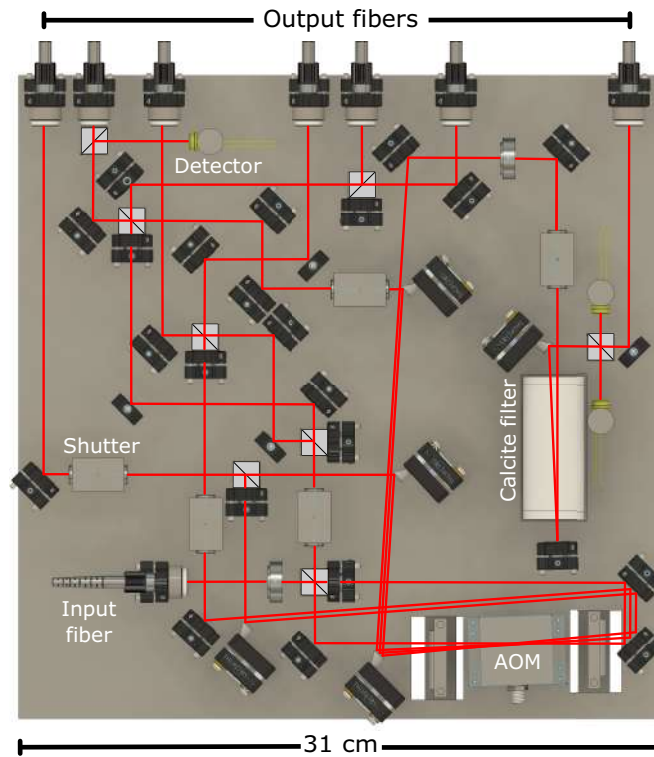 Output fibers
Detector
Shutter
Calcite filter
Input
fiber
AOM
31 cm